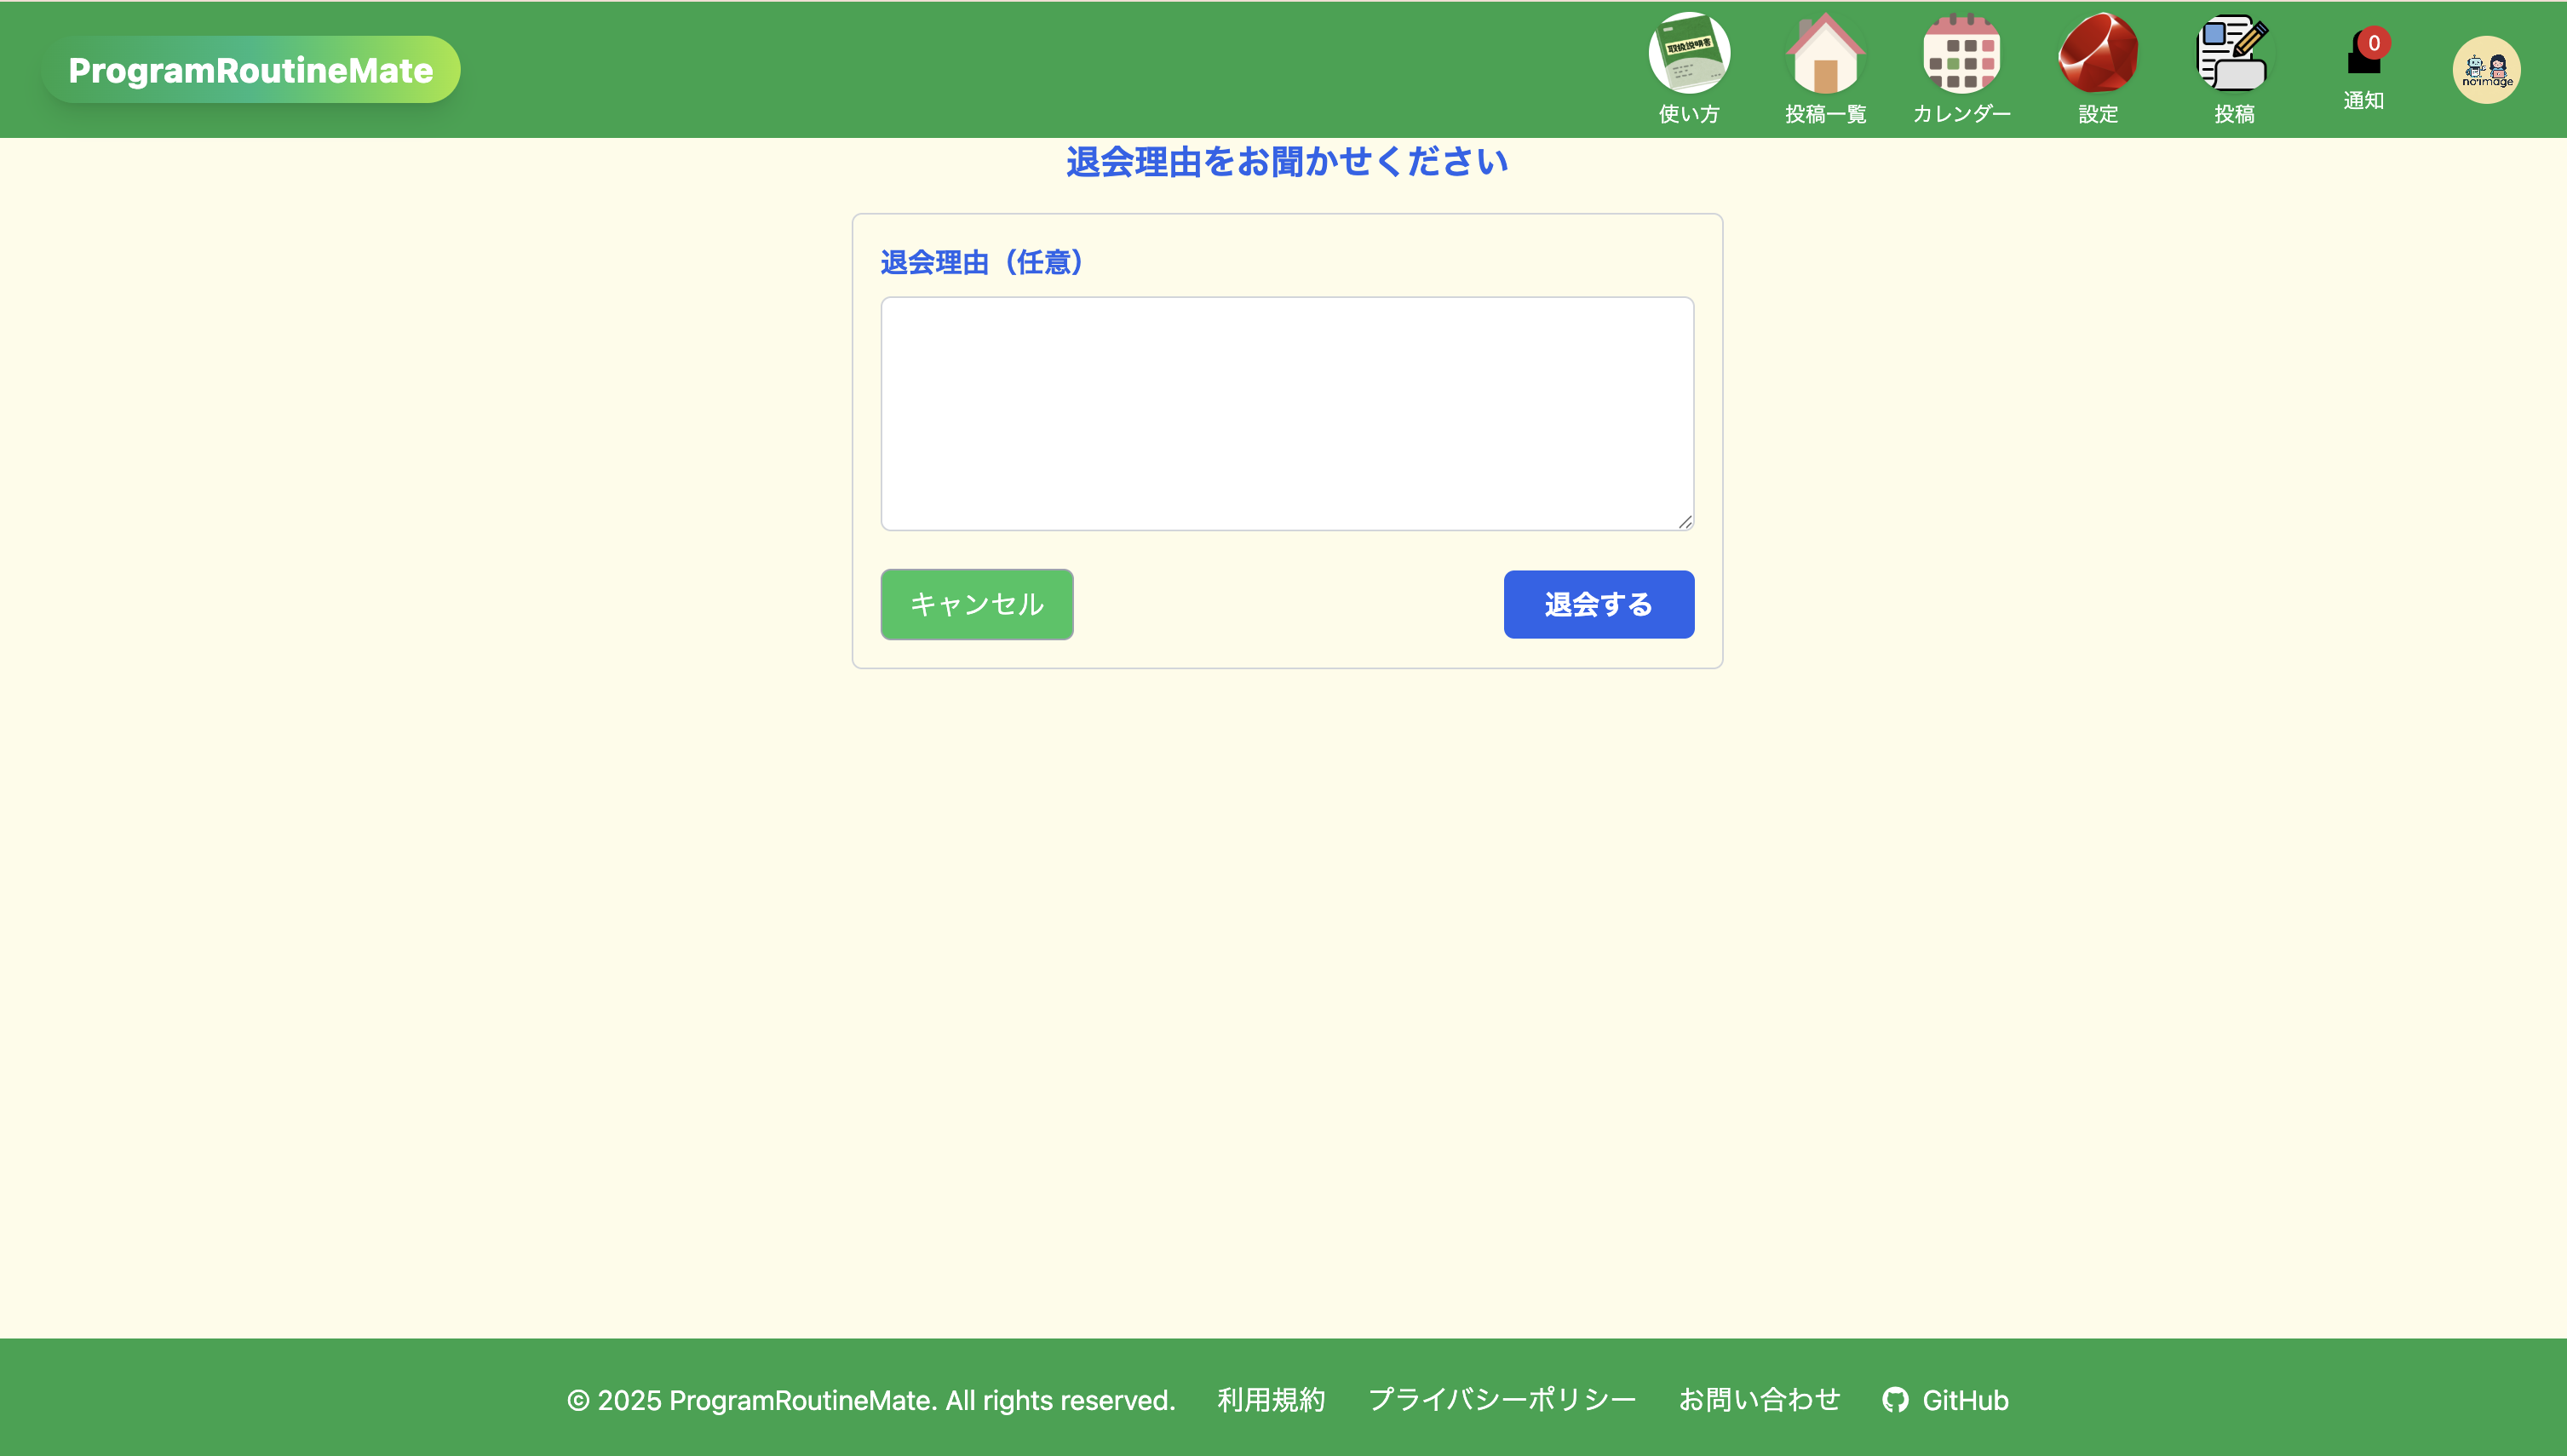 ProgramRoutineMate
取扱説明書
使い方
投稿一覧
カレンダー
設定
投稿
0
通知
no image
退会理由をお聞かせください
退会理由（任意）
キャンセル
退会する
© 2025 ProgramRoutineMate. All rights reserved.
利用規約
プライバシーポリシー
お問い合わせ
GitHub